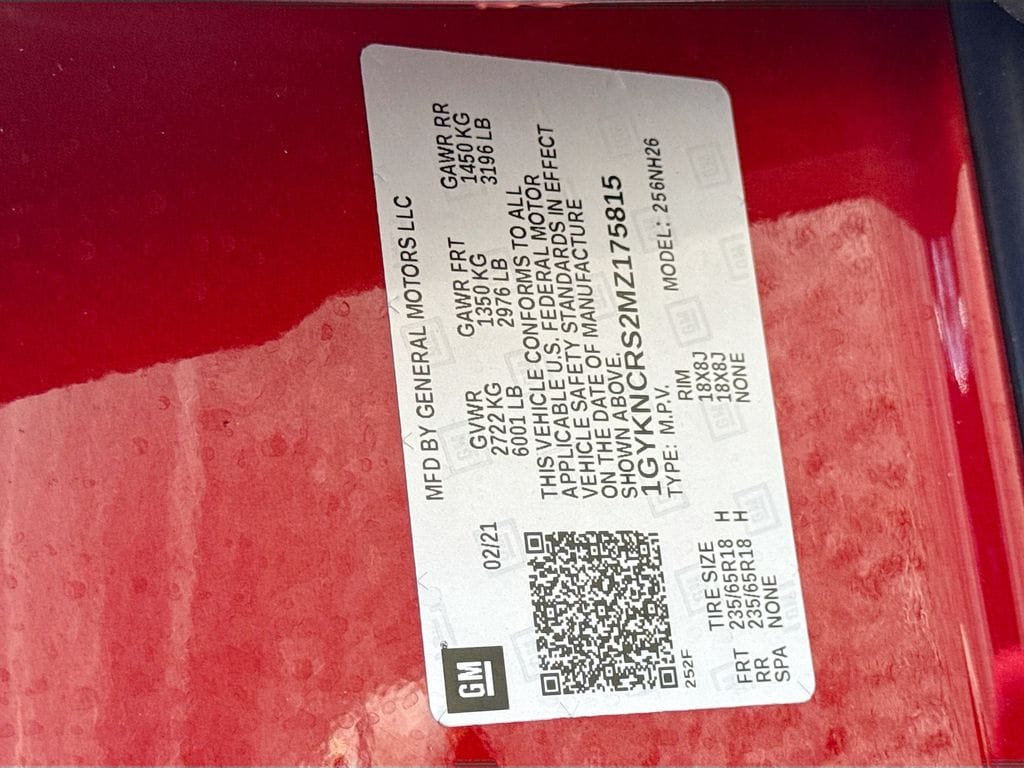 GM
02/21 MFD BY GENERAL MOTORS LLC
GVWR GAWR FRT GAWR RR
2722 KG 1350 KG 1450 KG
6001 LB 2976 LB 3196 LB
THIS VEHICLE CONFORMS TO ALL
APPLICABLE U.S. FEDERAL MOTOR
VEHICLE SAFETY STANDARDS IN EFFECT
ON THE DATE OF MANUFACTURE
SHOWN ABOVE.
1GYKNCRS2MZ175815
TYPE: M.P.V. MODEL: 256NH26
252F
TIRE SIZE RIM
FRT 235/65R18 H 18X8J
RR 235/65R18 H 18X8J
SPA NONE NONE